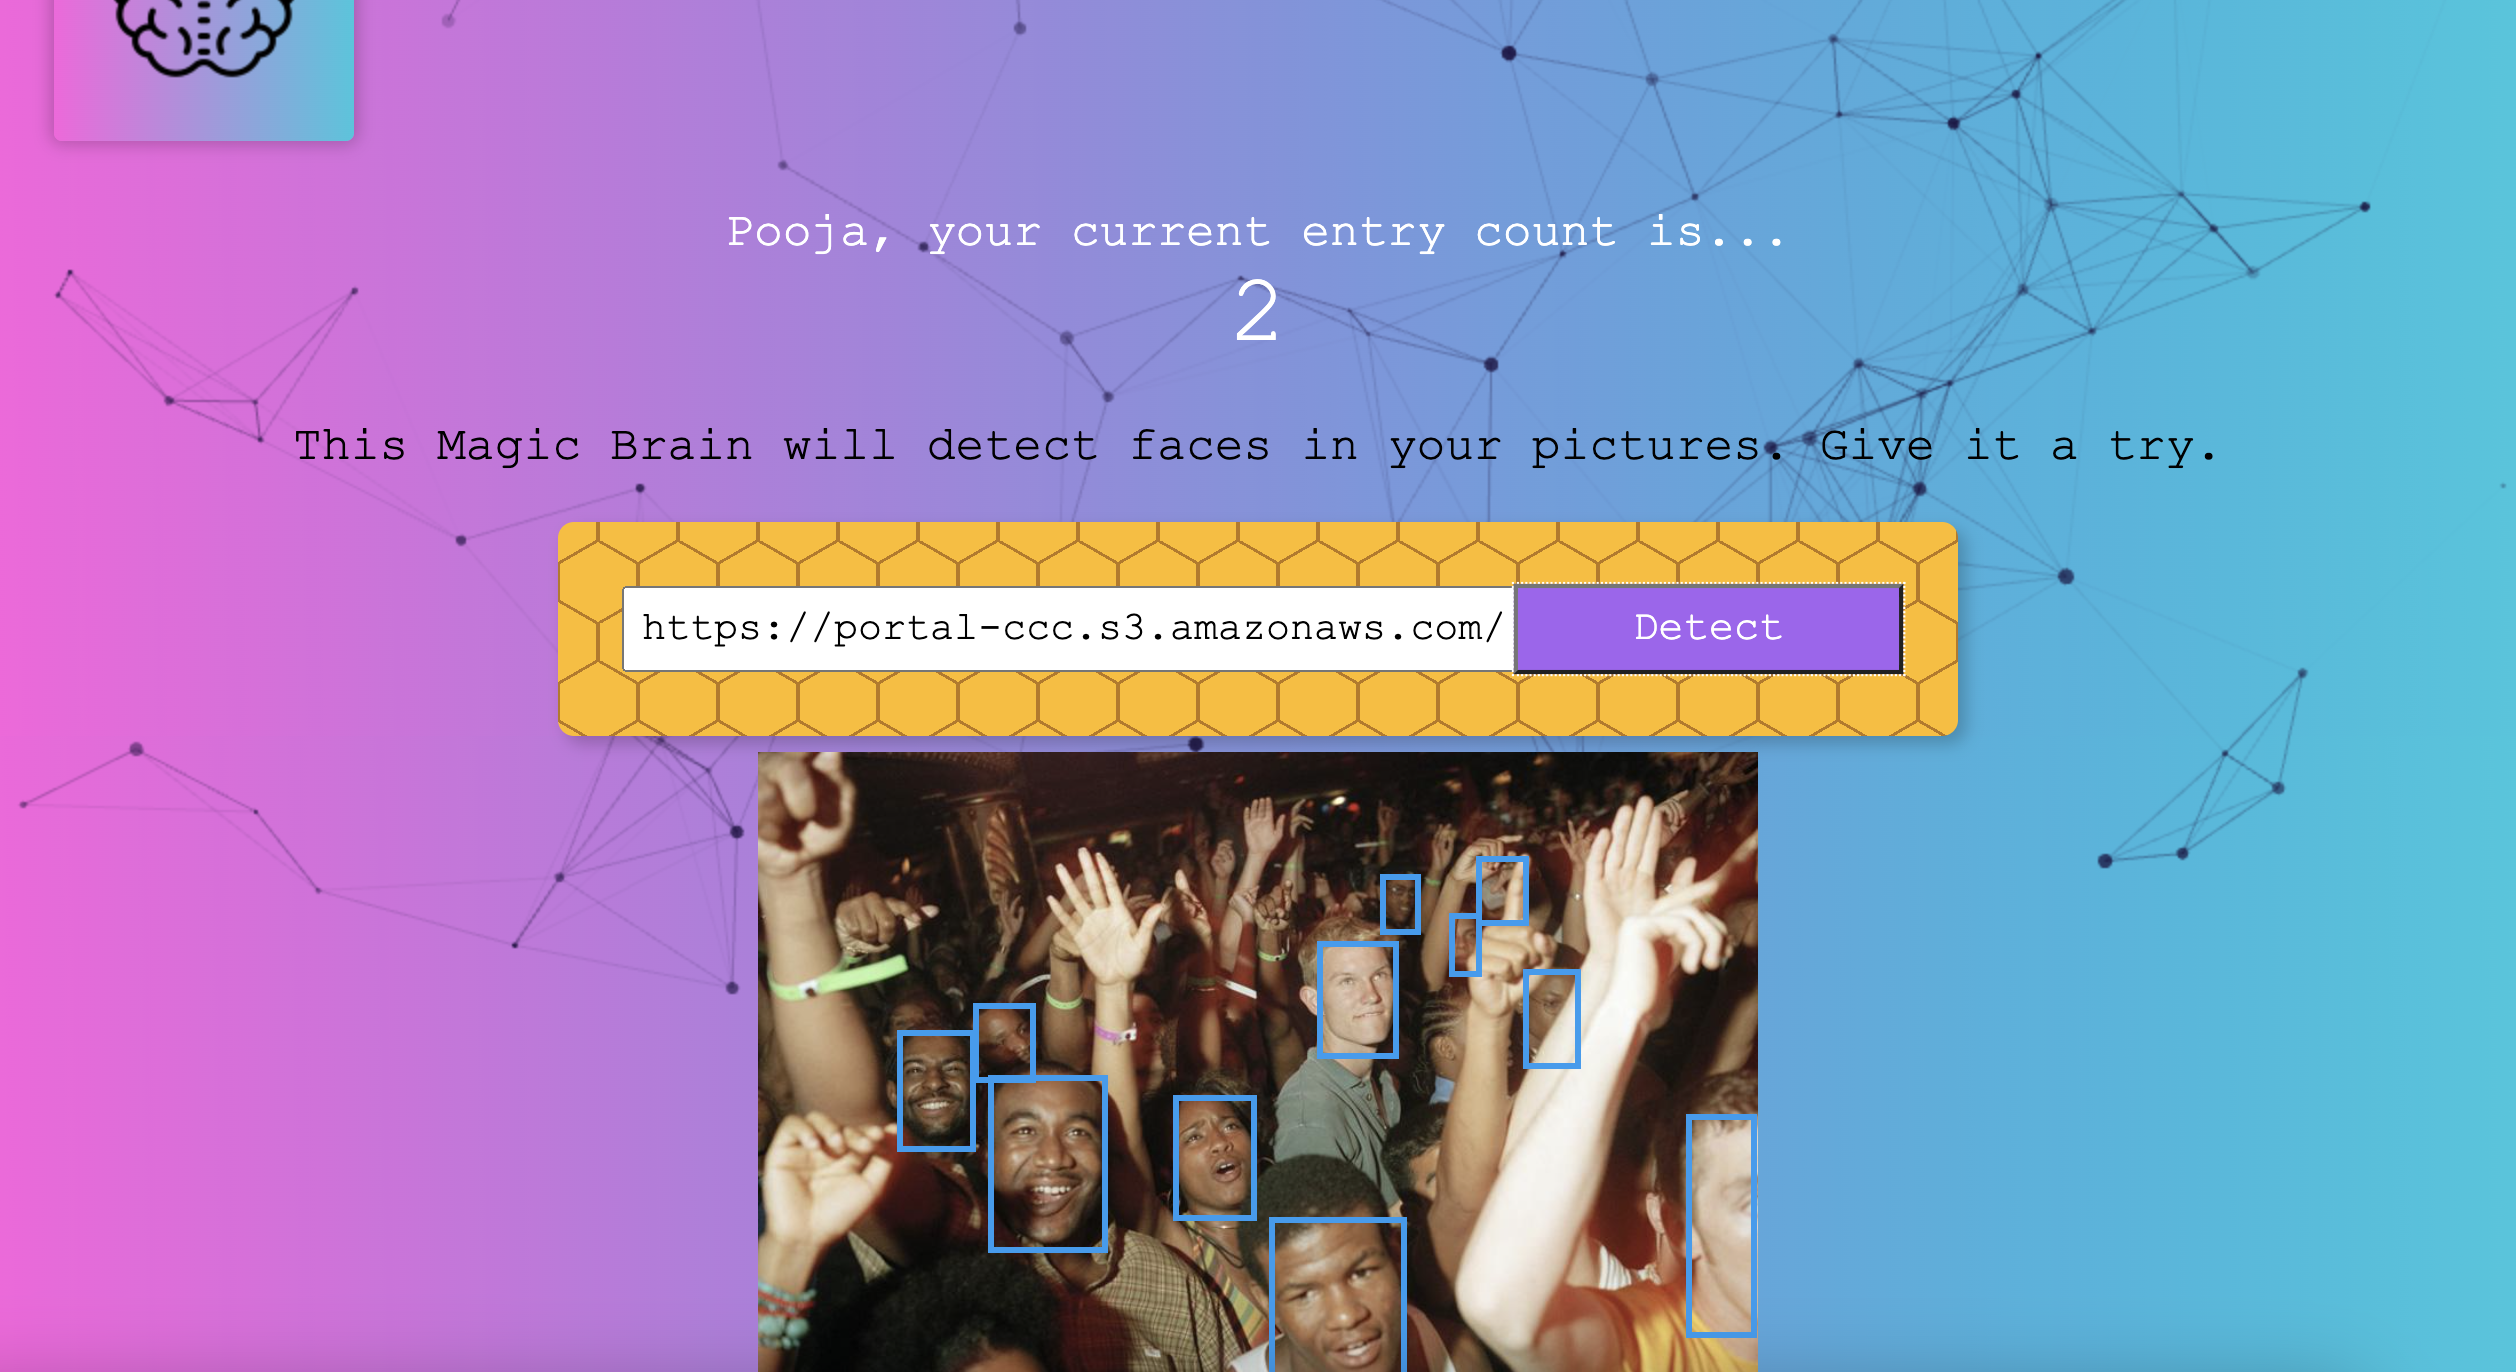 Pooja, your current entry count is...
2
This Magic Brain will detect faces in your pictures. Give it a try.
https://portal-ccc.s3.amazonaws.com/
Detect